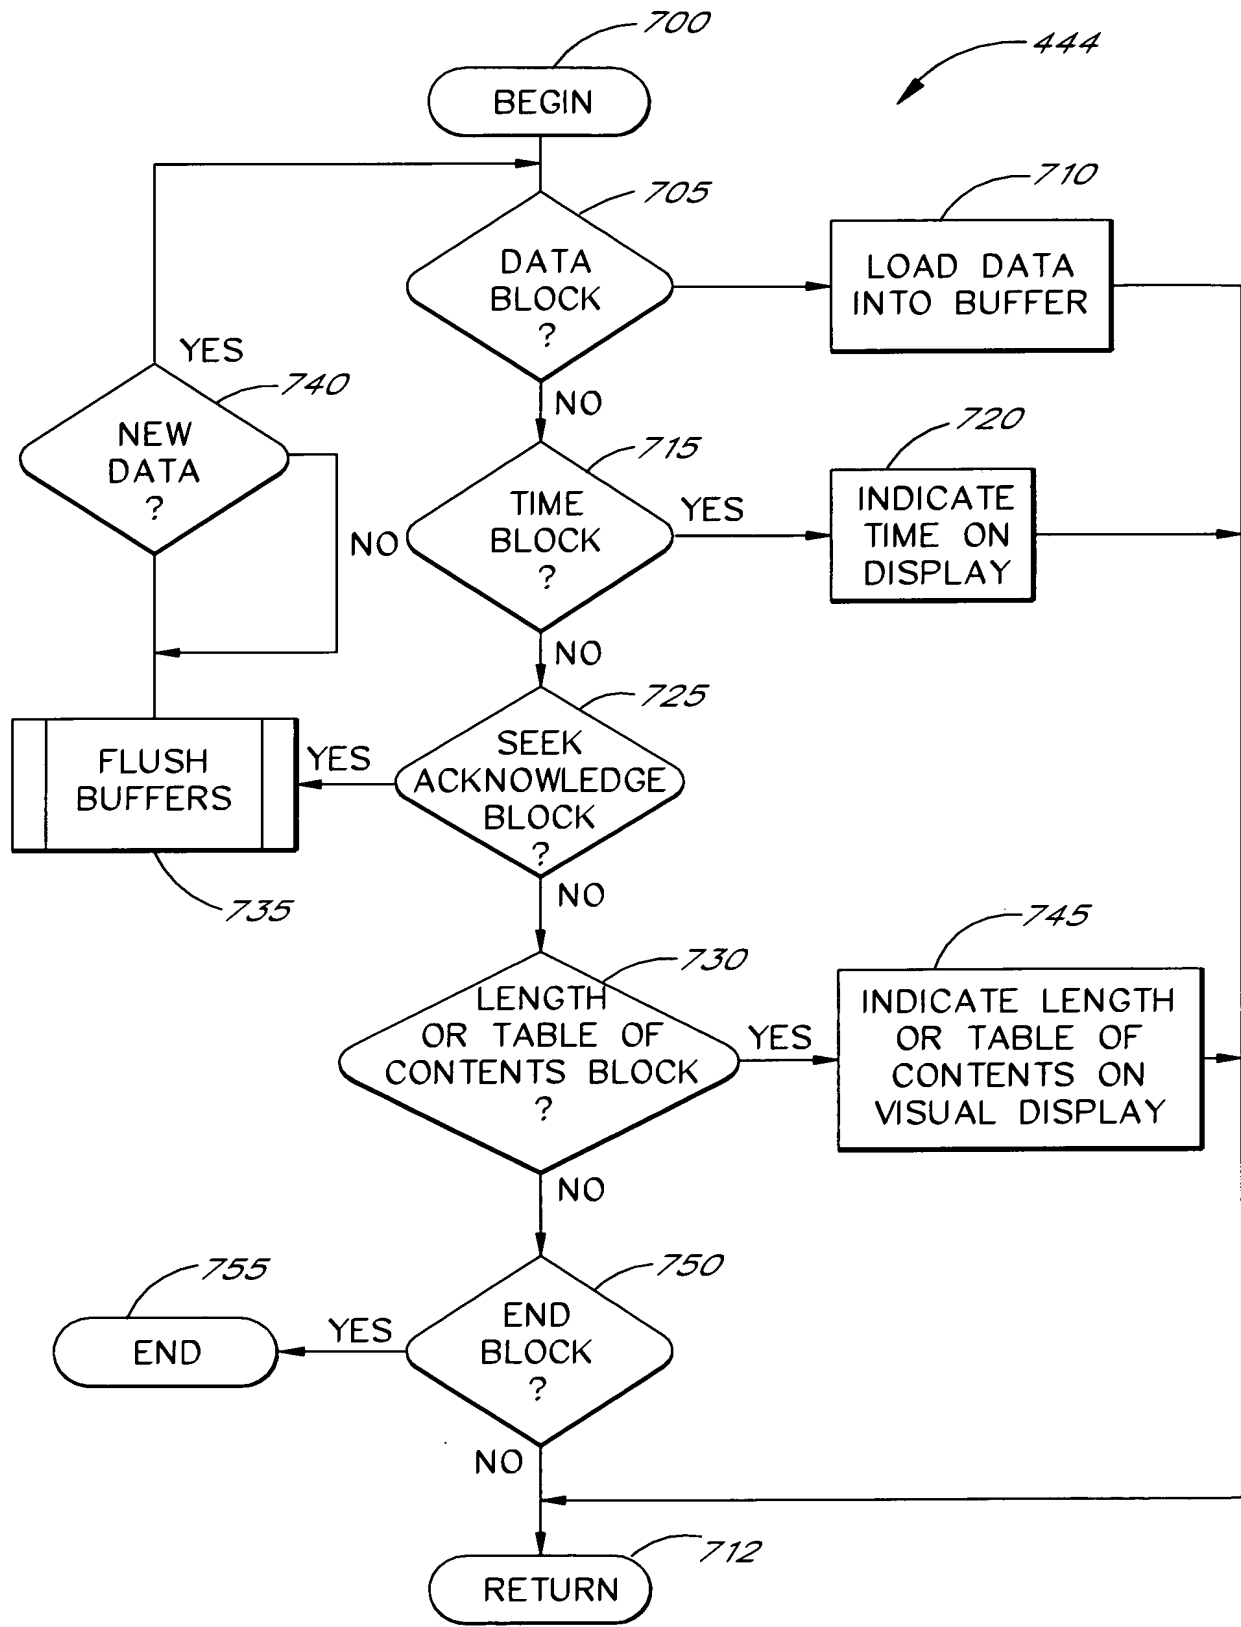 700
444
BEGIN
705
710
DATA
BLOCK
?
LOAD DATA
INTO BUFFER
YES
740
NO
NEW
DATA
?
715
720
TIME
BLOCK
?
YES
INDICATE
TIME ON
DISPLAY
NO
NO
725
SEEK
ACKNOWLEDGE
BLOCK
?
YES
FLUSH
BUFFERS
735
NO
730
745
LENGTH
OR TABLE OF
CONTENTS BLOCK
?
YES
INDICATE LENGTH
OR TABLE OF
CONTENTS ON
VISUAL DISPLAY
NO
755
750
END
BLOCK
?
YES
END
NO
712
RETURN